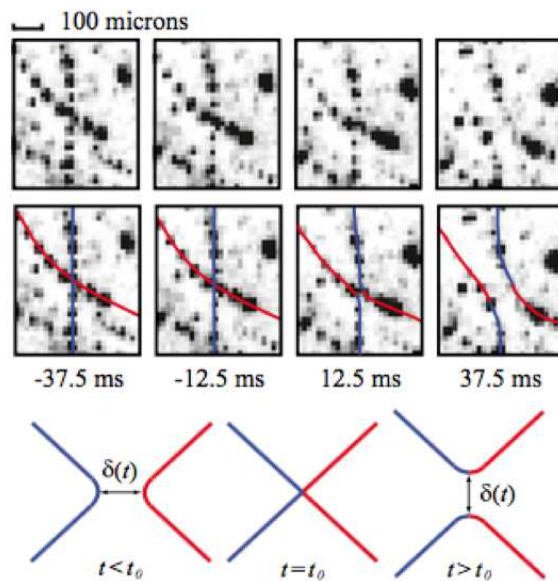 100 microns
-37.5 ms -12.5 ms 12.5 ms 37.5 ms
δ(t) δ(t)
t < t₀ t = t₀ t > t₀